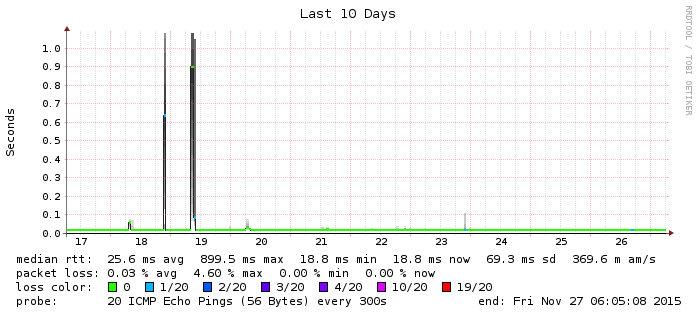 Last 10 Days
RRDTOOL / TOBI OETIKER
Seconds
1.0
0.9
0.8
0.7
0.6
0.5
0.4
0.3
0.2
0.1
0.0
17 18 19 20 21 22 23 24 25 26
median rtt: 25.6 ms avg 899.5 ms max 18.8 ms min 18.8 ms now 69.3 ms sd 369.6 m am/s
packet loss: 0.03 % avg 4.60 % max 0.00 % min 0.00 % now
loss color: 0 1/20 2/20 3/20 4/20 10/20 19/20
probe: 20 ICMP Echo Pings (56 Bytes) every 300s end: Fri Nov 27 06:05:08 2015